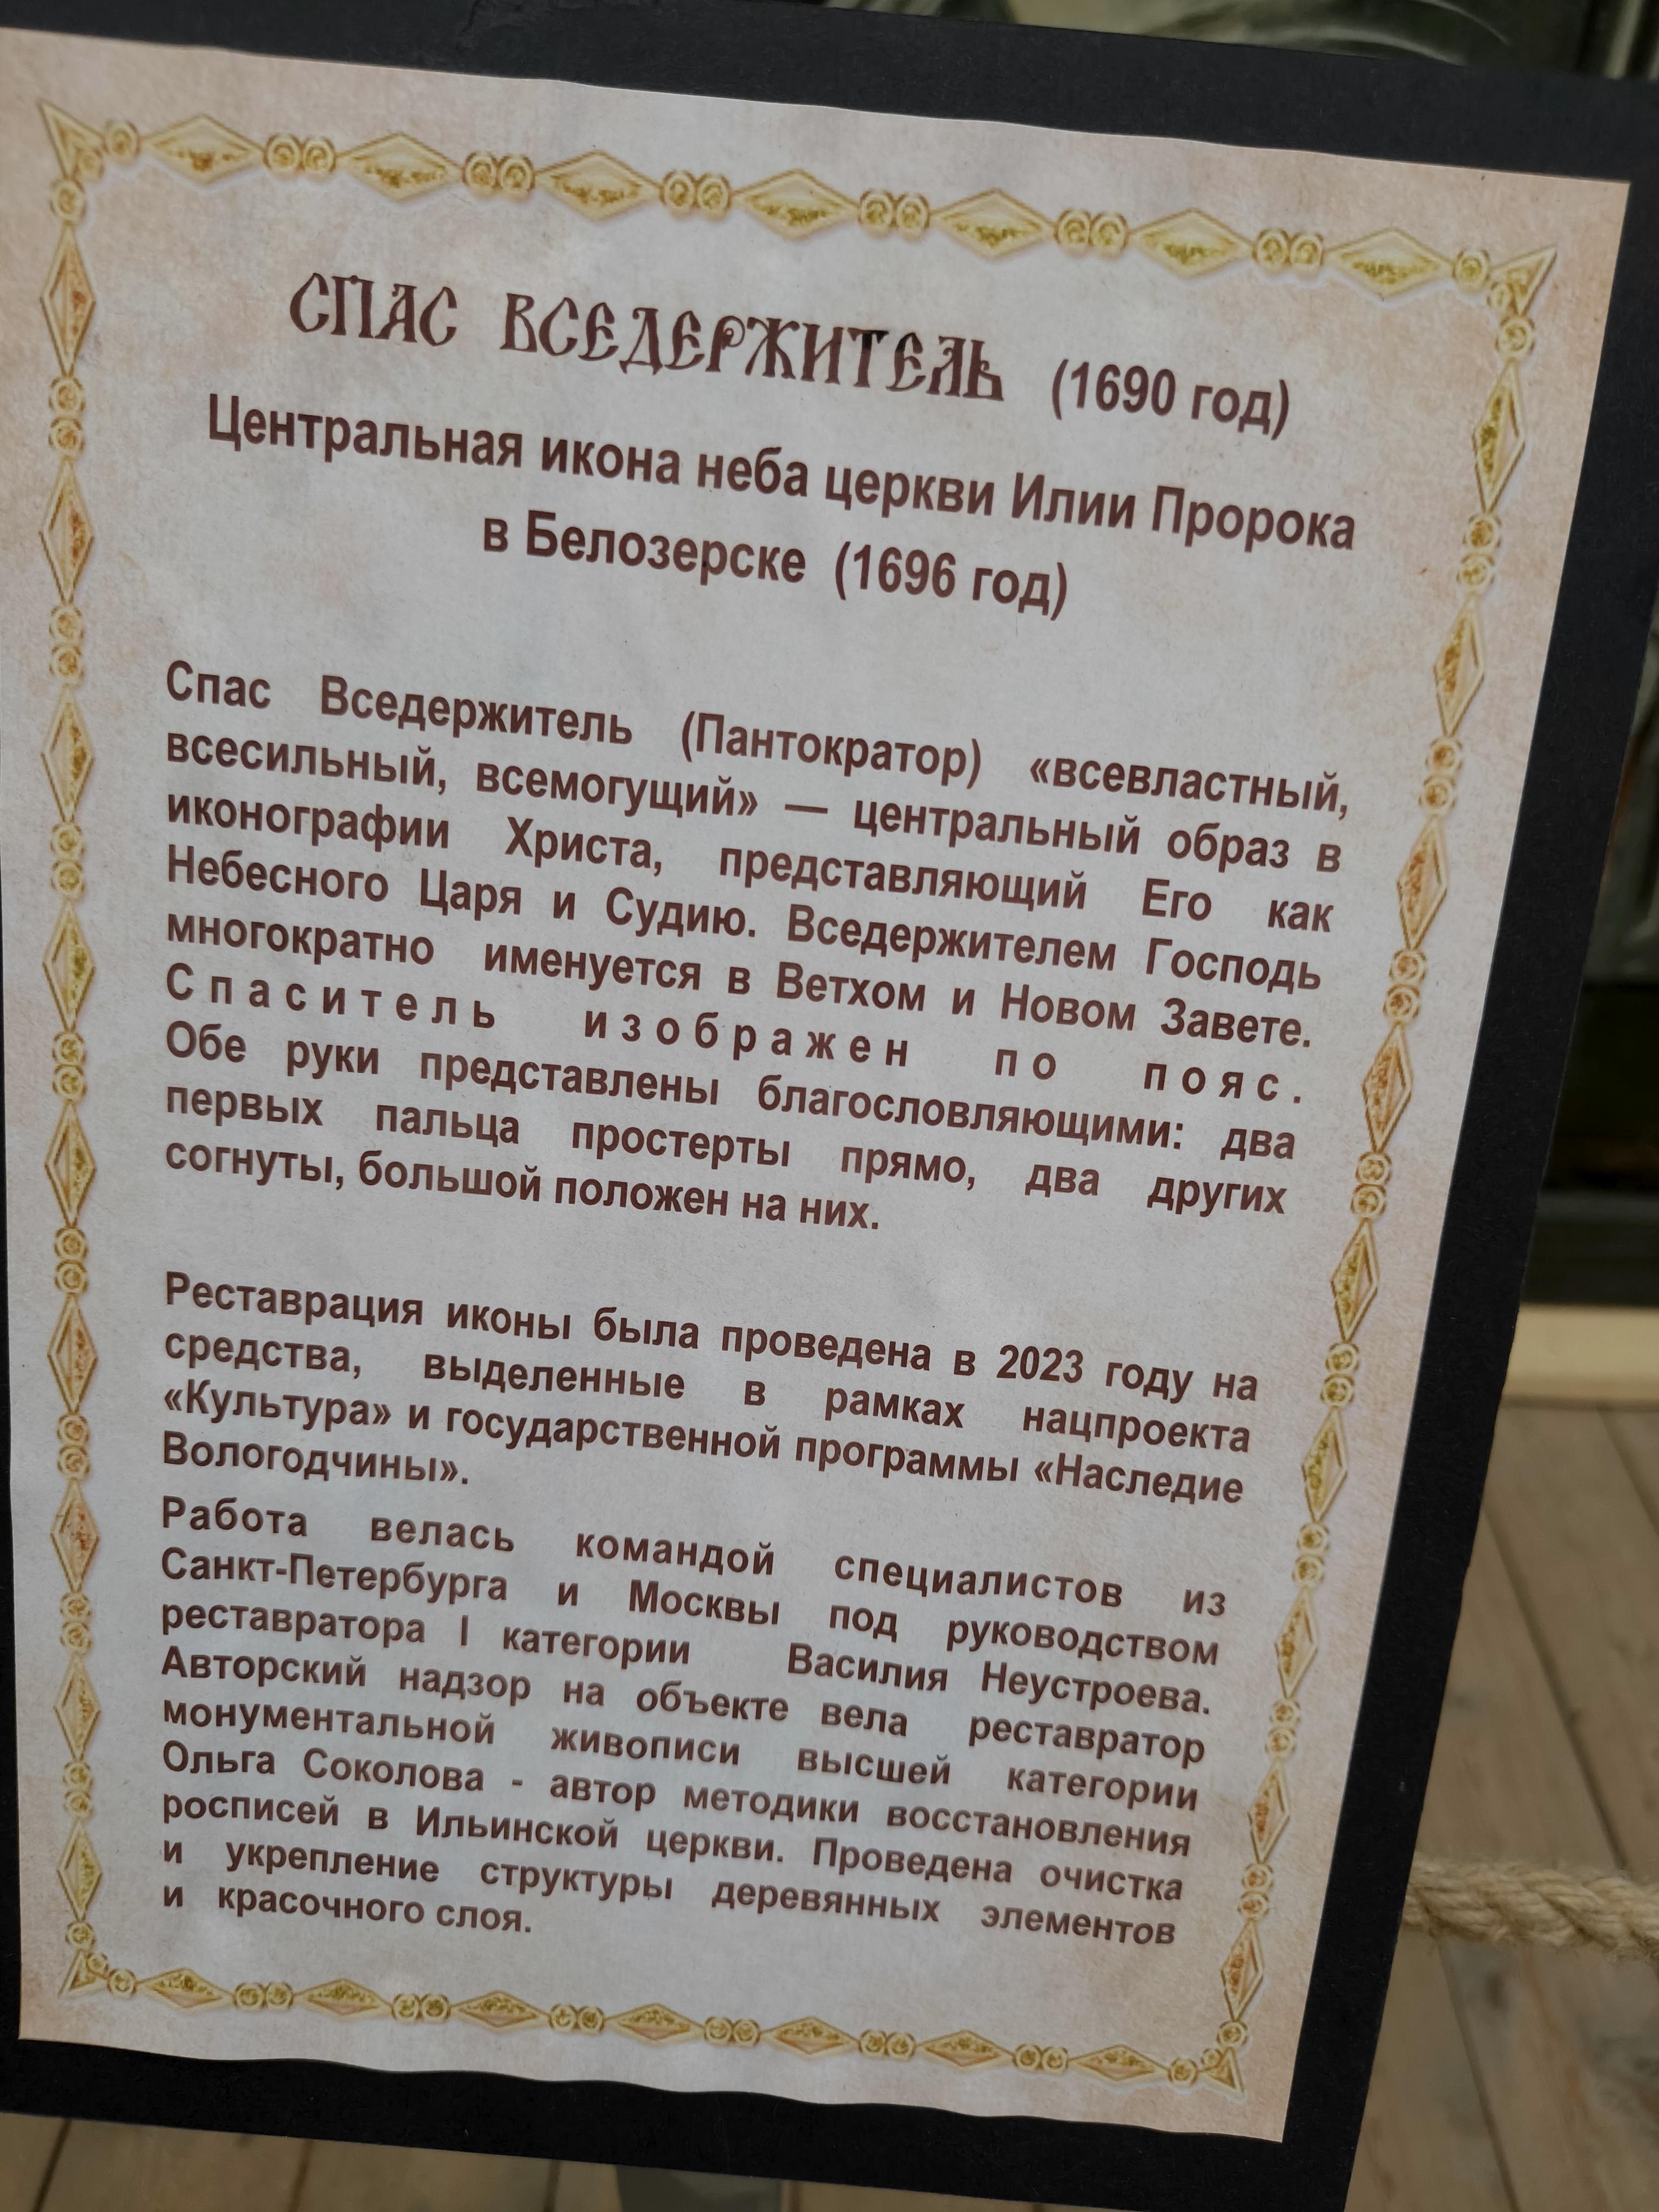 СПАС ВСЕДЕРЖИТЕЛЬ (1690 год)
Центральная икона неба церкви Илии Пророка
в Белозерске (1696 год)
Спас Вседержитель (Пантократор) «всевластный,
всесильный, всемогущий» — центральный образ в
иконографии Христа, представляющий Его как
Небесного Царя и Судию. Вседержителем Господь
многократно именуется в Ветхом и Новом Завете.
Спаситель изображен по пояс.
Обе руки представлены благословляющими: два
первых пальца простерты прямо, два других
согнуты, большой положен на них.
Реставрация иконы была проведена в 2023 году на
средства, выделенные в рамках нацпроекта
«Культура» и государственной программы «Наследие
Вологодчины».
Работа велась командой специалистов из
Санкт-Петербурга и Москвы под руководством
реставратора I категории Василия Неустроева.
Авторский надзор на объекте вела реставратор
монументальной живописи высшей категории
Ольга Соколова - автор методики восстановления
росписей в Ильинской церкви. Проведена очистка
и укрепление структуры деревянных элементов
и красочного слоя.